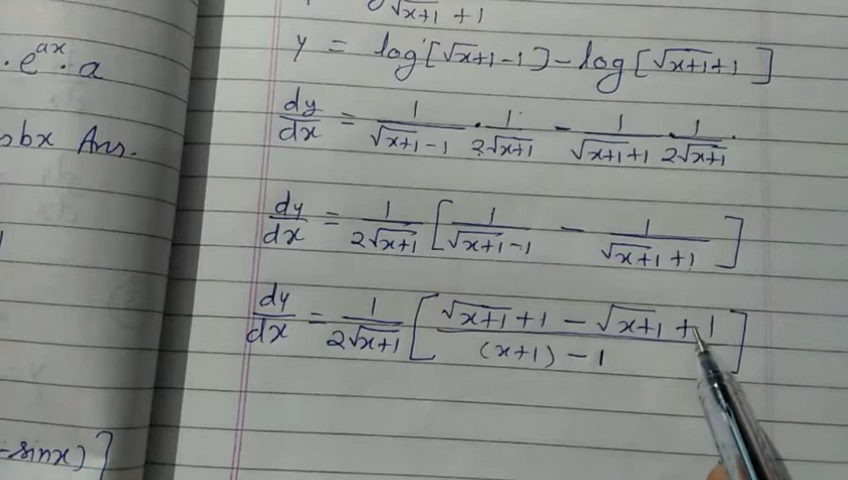 √x+1 + 1
y = log[√x+1 - 1] - log[√x+1 + 1]
· e^ax · a
dy/dx = 1/(√x+1 - 1) · 1/(2√x+1) - 1/(√x+1 + 1) · 1/(2√x+1)
bx Ans.
dy/dx = 1/(2√x+1) [1/(√x+1 - 1) - 1/(√x+1 + 1)]
dy/dx = 1/(2√x+1) [(√x+1 + 1 - √x+1 + 1)/((x+1) - 1)]
-sinx)]